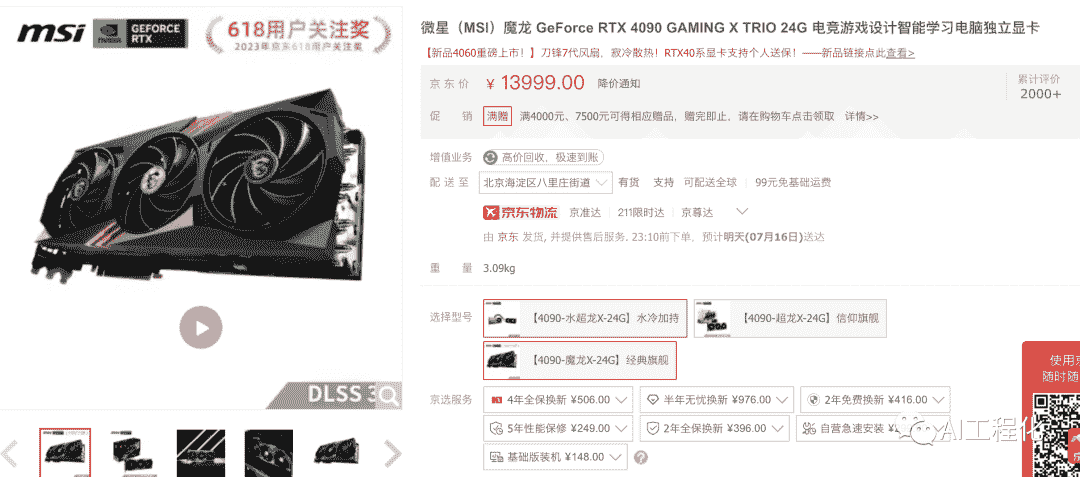 msi NVIDIA GEFORCE RTX
618用户关注奖
2023年京东618用户关注奖
DLSS 3
微星（MSI）魔龙 GeForce RTX 4090 GAMING X TRIO 24G 电竞游戏设计智能学习电脑独立显卡
【新品4060重磅上市！】刀锋7代风扇，寂冷散热！RTX40系显卡支持个人送保！——新品链接点此查看>
京东价 ￥13999.00 降价通知
累计评价
2000+
促销 满赠 满4000元、7500元可得相应赠品，赠完即止，请在购物车点击领取 详情>>
增值业务 高价回收，极速到账
配送至 北京海淀区八里庄街道 有货 支持 可配送全球 99元免基础运费
京东物流 京准达 211限时达 京尊达
由 京东 发货, 并提供售后服务. 23:10前下单，预计明天(07月16日)送达
重量 3.09kg
选择型号 【4090-水超龙X-24G】水冷加持 【4090-超龙X-24G】信仰旗舰
【4090-魔龙X-24G】经典旗舰
京选服务 4年全保换新 ¥506.00 半年无忧换新 ¥976.00 2年免费换新 ¥416.00
5年性能保修 ¥249.00 2年全保换新 ¥396.00 自营急速安装
基础版装机 ¥148.00 ?
使用京
随时随
AI工程化